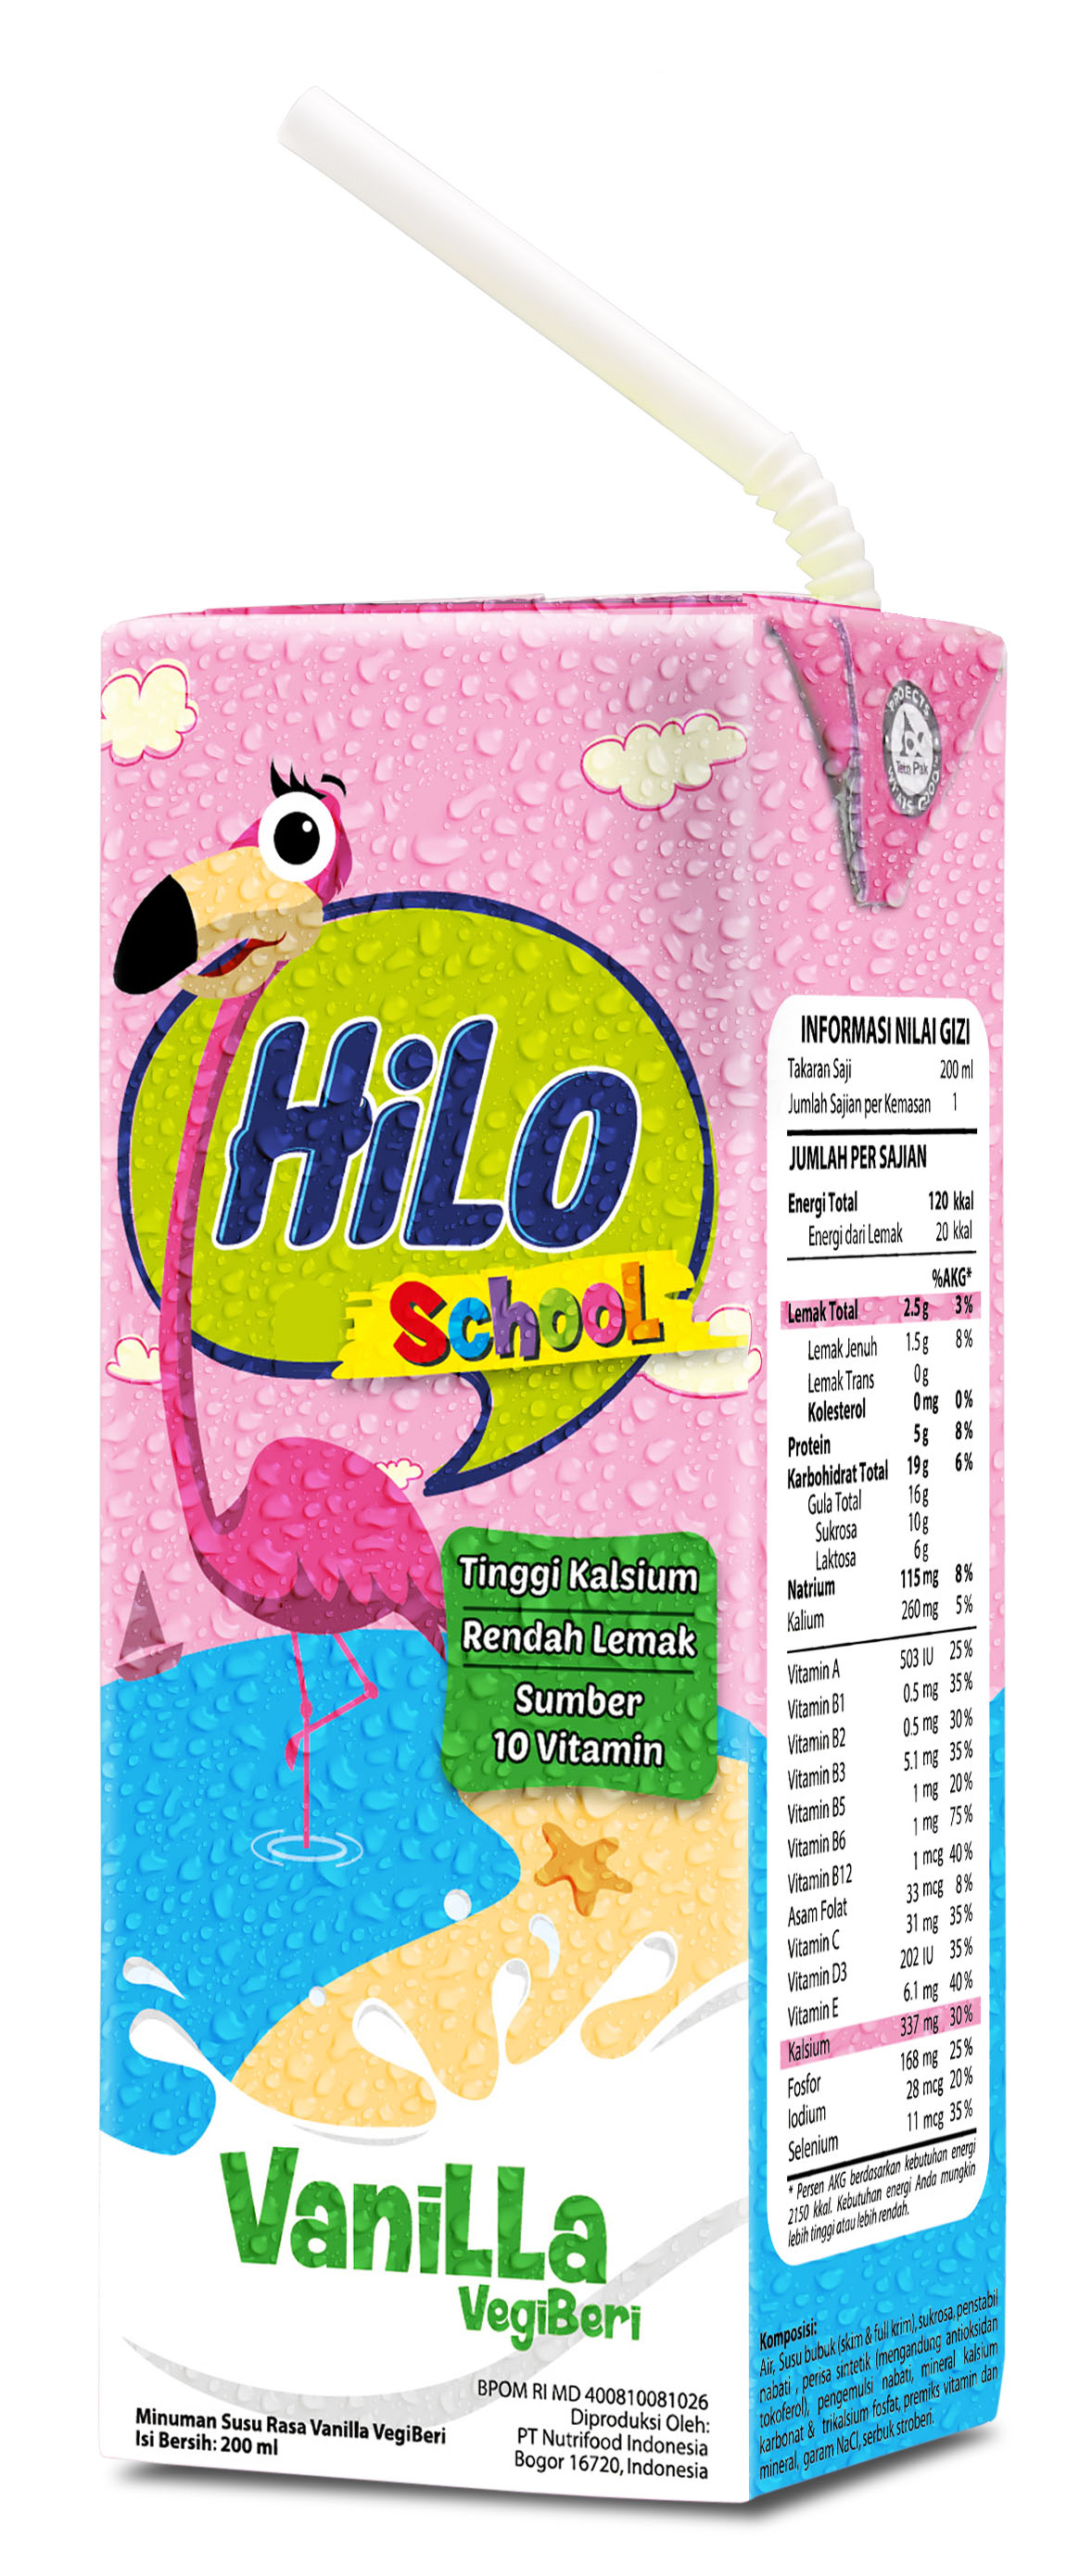 HiLo
School
Tinggi Kalsium
Rendah Lemak
Sumber
10 Vitamin
VaniLLa
VegiBeri
Minuman Susu Rasa Vanilla VegiBeri
Isi Bersih: 200 ml
BPOM RI MD 400810081026
Diproduksi Oleh:
PT Nutrifood Indonesia
Bogor 16720, Indonesia
PROTECTS
Tetra Pak
WHAT'S GOOD
INFORMASI NILAI GIZI
Takaran Saji 200 ml
Jumlah Sajian per Kemasan 1
JUMLAH PER SAJIAN
Energi Total 120 kkal
Energi dari Lemak 20 kkal
%AKG*
Lemak Total 2.5 g 3%
Lemak Jenuh 1.5 g 8%
Lemak Trans 0 g
Kolesterol 0 mg 0%
Protein 5 g 8%
Karbohidrat Total 19 g 6%
Gula Total 16 g
Sukrosa 10 g
Laktosa 6 g
Natrium 115 mg 8%
Kalium 260 mg 5%
Vitamin A 503 IU 25%
Vitamin B1 0.5 mg 35%
Vitamin B2 0.5 mg 30%
Vitamin B3 5.1 mg 35%
Vitamin B5 1 mg 20%
Vitamin B6 1 mg 75%
Vitamin B12 1 mcg 40%
Asam Folat 33 mcg 8%
Vitamin C 31 mg 35%
Vitamin D3 202 IU 35%
Vitamin E 6.1 mg 40%
Kalsium 337 mg 30%
Fosfor 168 mg 25%
Iodium 28 mcg 20%
Selenium 11 mcg 35%
* Persen AKG berdasarkan kebutuhan energi
2150 kkal. Kebutuhan energi Anda mungkin
lebih tinggi atau lebih rendah.
Komposisi:
Air, Susu bubuk (skim & full krim), sukrosa, penstabil
nabati , perisa sintetik (mengandung antioksidan
tokoferol), pengemulsi nabati, mineral kalsium
karbonat & trikalsium fosfat, premiks vitamin dan
mineral, garam NaCl, serbuk stroberi.